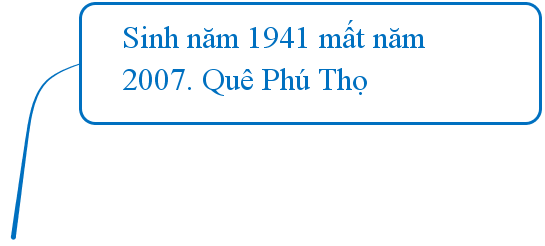 Sinh năm 1941 mất năm
2007. Quê Phú Thọ